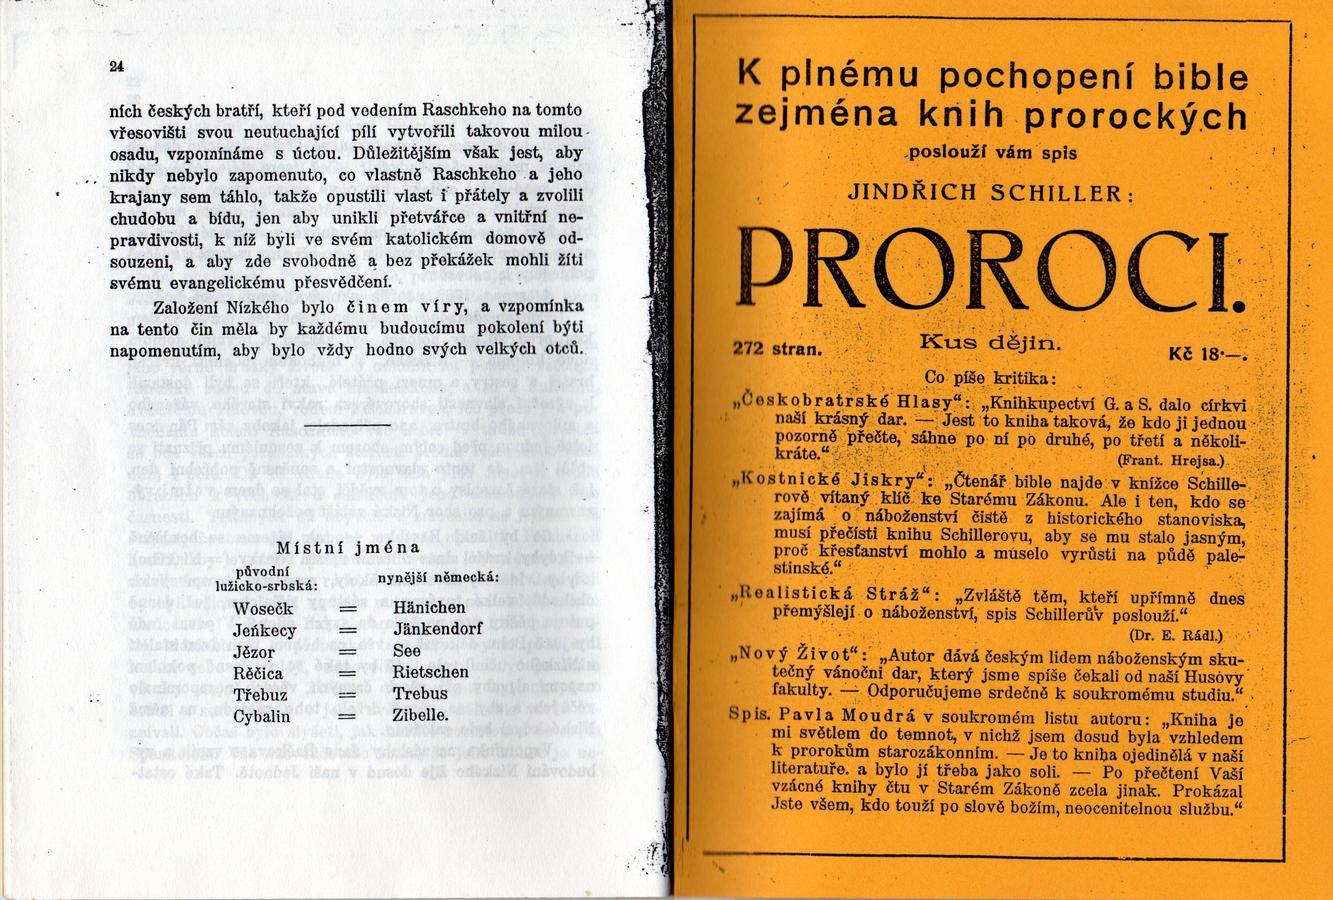 24
ních českých bratří, kteří pod vedením Raschkeho na tomto
vřesovišti svou neutuchající pílí vytvořili takovou milou
osadu, vzpomínáme s úctou. Důležitějším však jest, aby
nikdy nebylo zapomenuto, co vlastně Raschkeho a jeho
krajany sem táhlo, takže opustili vlast i přátely a zvolili
chudobu a bídu, jen aby unikli přetvářce a vnitřní ne-
pravdivosti, k níž byli ve svém katolickém domově od-
souzeni, a aby zde svobodně a bez překážek mohli žíti
svému evangelickému přesvědčení.
Založení Nízkého bylo činem víry, a vzpomínka
na tento čin měla by každému budoucímu pokolení býti
napomenutím, aby bylo vždy hodno svých velkých otců.
Místní jména
původní
lužicko-srbská:
nynější německá:
Wosečk = Hänichen
Jeńkecy = Jänkendorf
Jězor = See
Rěčica = Rietschen
Třebuz = Trebus
Cybalin = Zibelle.
K plnému pochopení bible
zejména knih prorockých
poslouží vám spis
JINDŘICH SCHILLER:
PROROCI.
272 stran.
Kus dějin.
Kč 18·—.
Co píše kritika:
„Českobratrské Hlasy“: „Knihkupectví G. a S. dalo církvi
naší krásný dar. — Jest to kniha taková, že kdo ji jednou
pozorně přečte, sáhne po ní po druhé, po třetí a několi-
kráte.“
(Frant. Hrejsa.)
„Kostnické Jiskry“: „Čtenář bible najde v knížce Schille-
rově vítaný klíč ke Starému Zákonu. Ale i ten, kdo se
zajímá o náboženství čistě z historického stanoviska,
musí přečísti knihu Schillerovu, aby se mu stalo jasným,
proč křesťanství mohlo a muselo vyrůsti na půdě pale-
stinské.“
„Realistická Stráž“: „Zvláště těm, kteří upřímně dnes
přemýšlejí o náboženství, spis Schillerův poslouží.“
(Dr. E. Rádl.)
„Nový Život“: „Autor dává českým lidem náboženským sku-
tečný vánoční dar, který jsme spíše čekali od naší Husovy
fakulty. — Odporučujeme srdečně k soukromému studiu.“
Spis. Pavla Moudrá v soukromém listu autoru: „Kniha je
mi světlem do temnot, v nichž jsem dosud byla vzhledem
k prorokům starozákonním. — Je to kniha ojedinělá v naší
literatuře. a bylo jí třeba jako soli. — Po přečtení Vaší
vzácné knihy čtu v Starém Zákoně zcela jinak. Prokázal
Jste všem, kdo touží po slově božím, neocenitelnou službu.“